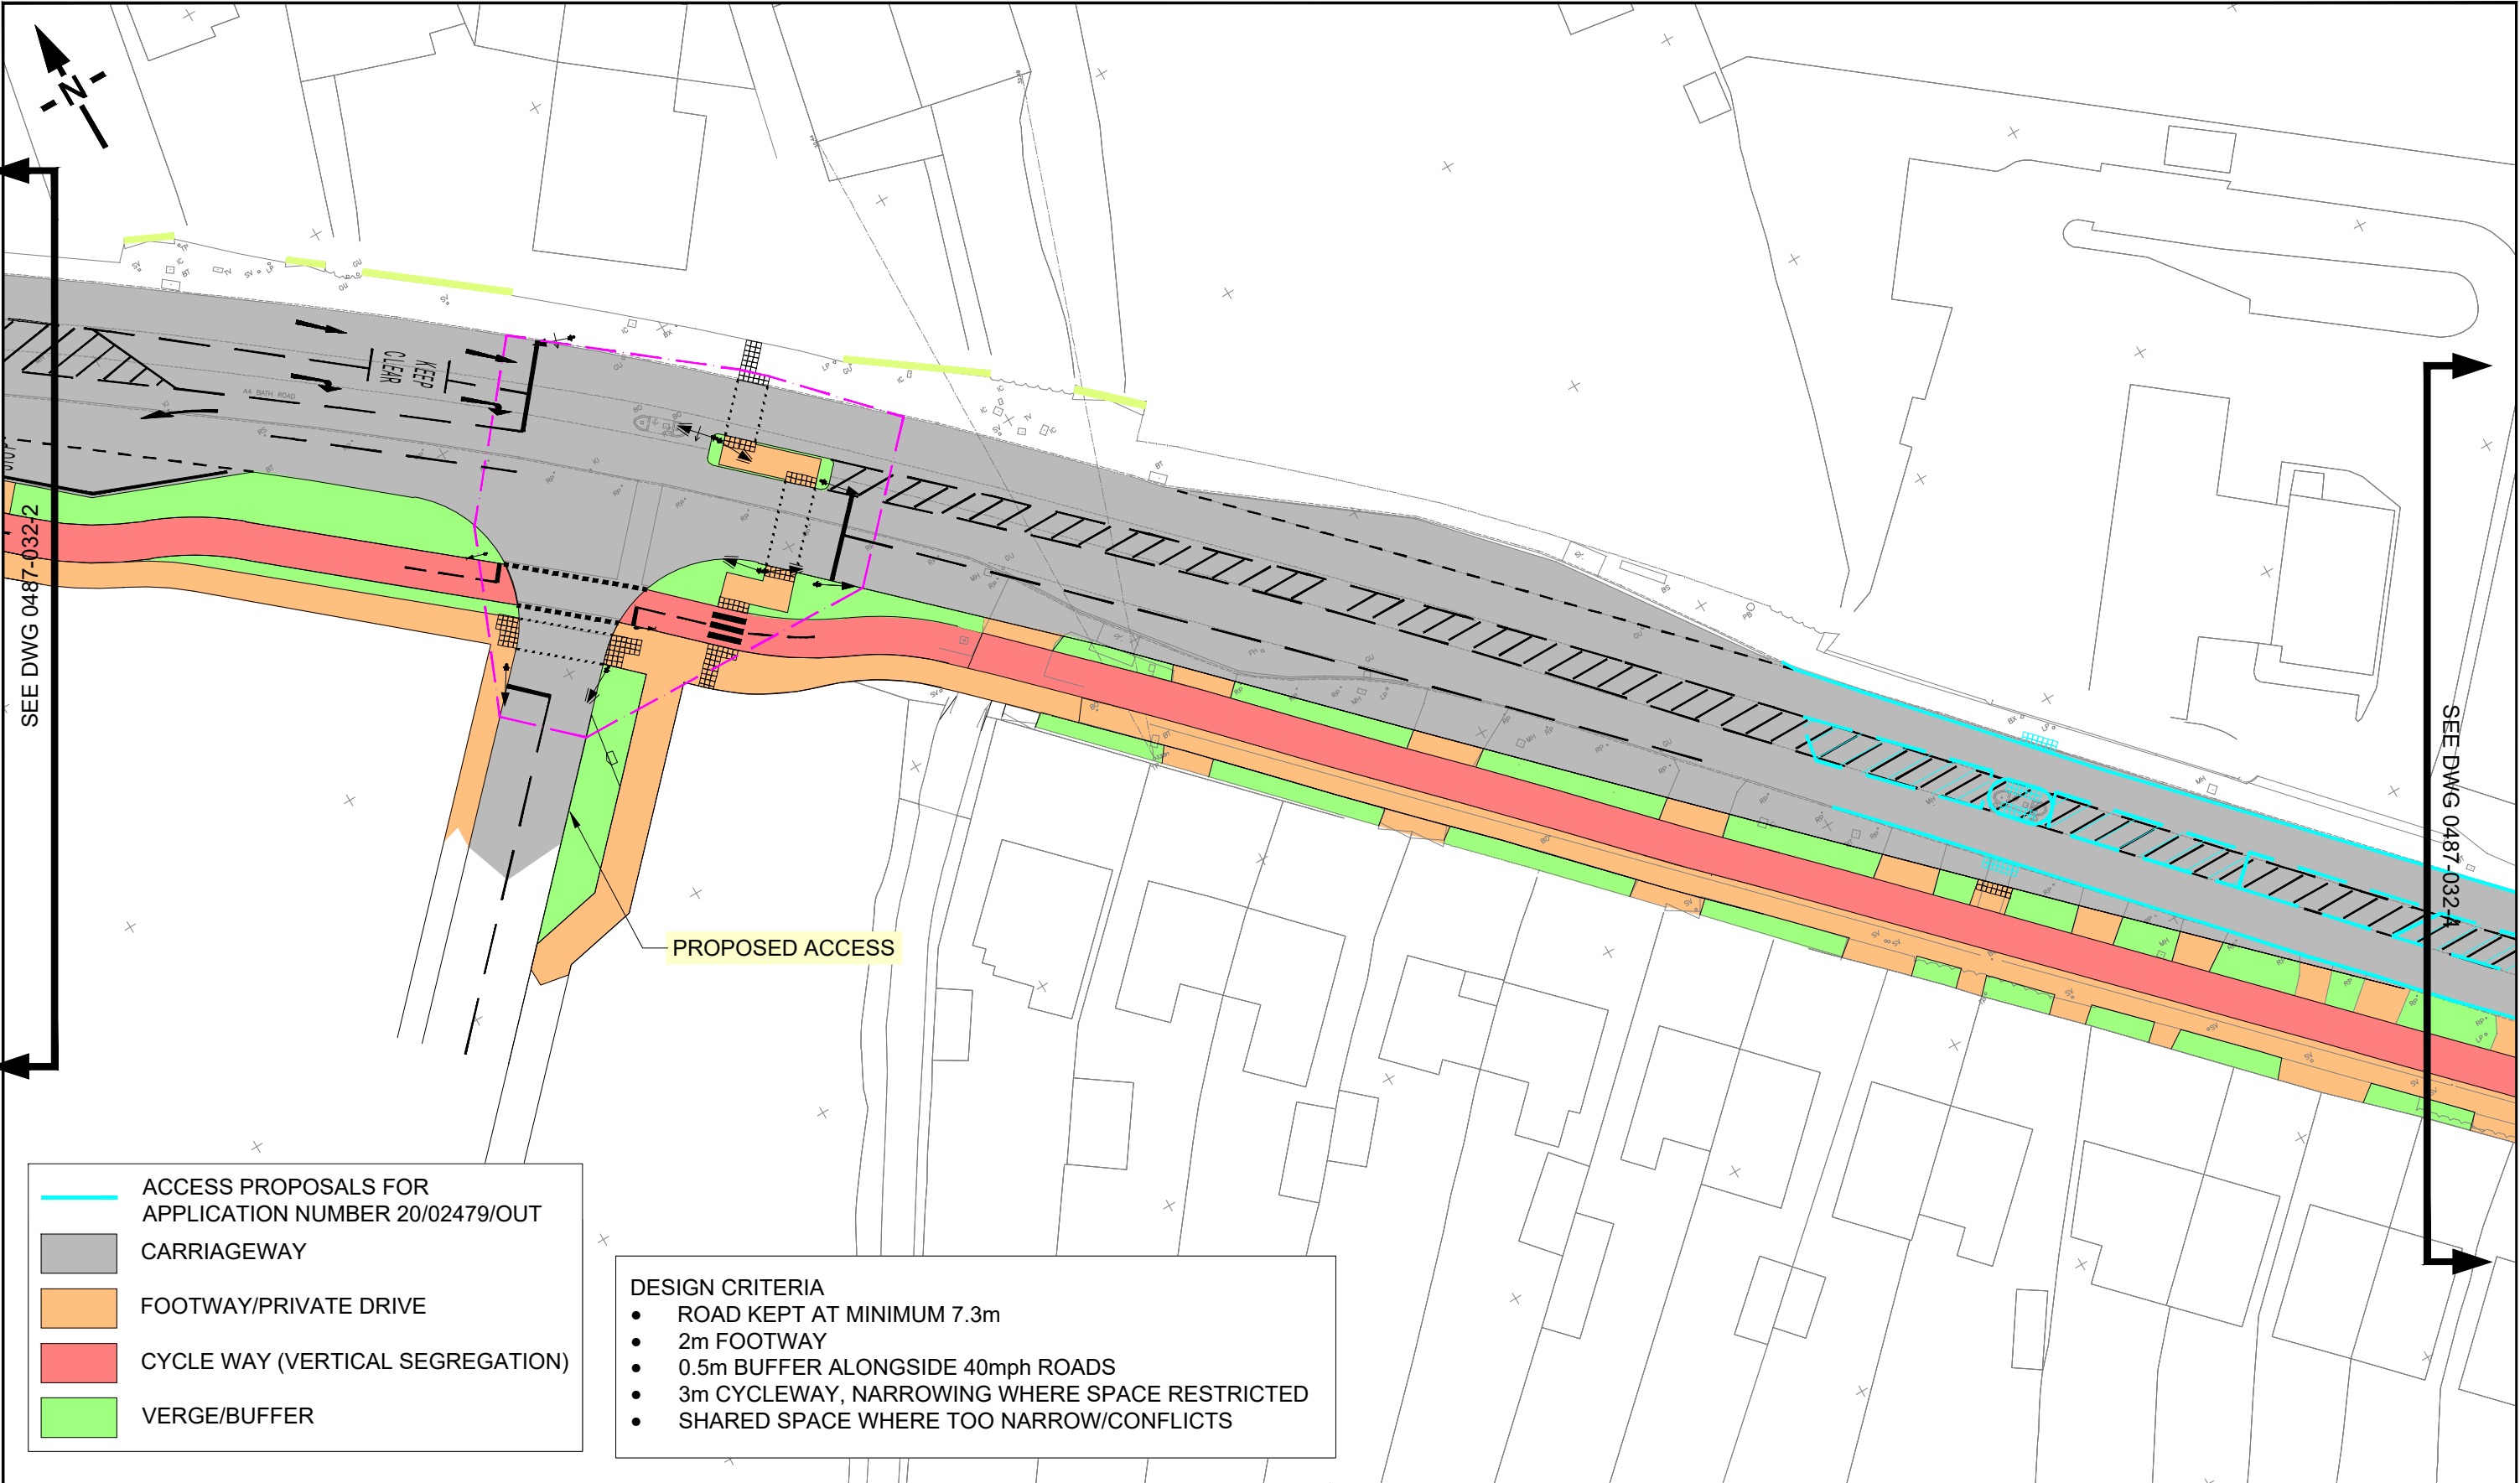 N
KEEP
CLEAR
A4 BATH ROAD
SEE DWG 0487-032-2
SEE DWG 0487-032-4
PROPOSED ACCESS
ACCESS PROPOSALS FOR
APPLICATION NUMBER 20/02479/OUT
CARRIAGEWAY
FOOTWAY/PRIVATE DRIVE
CYCLE WAY (VERTICAL SEGREGATION)
VERGE/BUFFER
DESIGN CRITERIA
• ROAD KEPT AT MINIMUM 7.3m
• 2m FOOTWAY
• 0.5m BUFFER ALONGSIDE 40mph ROADS
• 3m CYCLEWAY, NARROWING WHERE SPACE RESTRICTED
• SHARED SPACE WHERE TOO NARROW/CONFLICTS